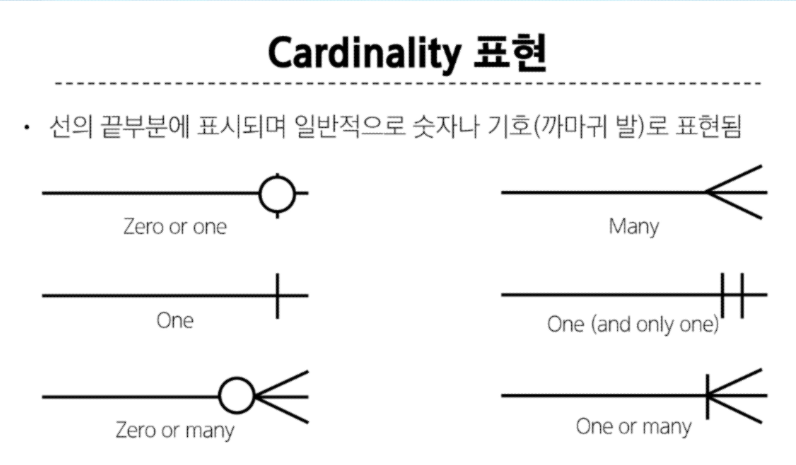 Cardinality 표현
• 선의 끝부분에 표시되며 일반적으로 숫자나 기호(까마귀 발)로 표현됨
Zero or one
Many
One
One (and only one)
Zero or many
One or many